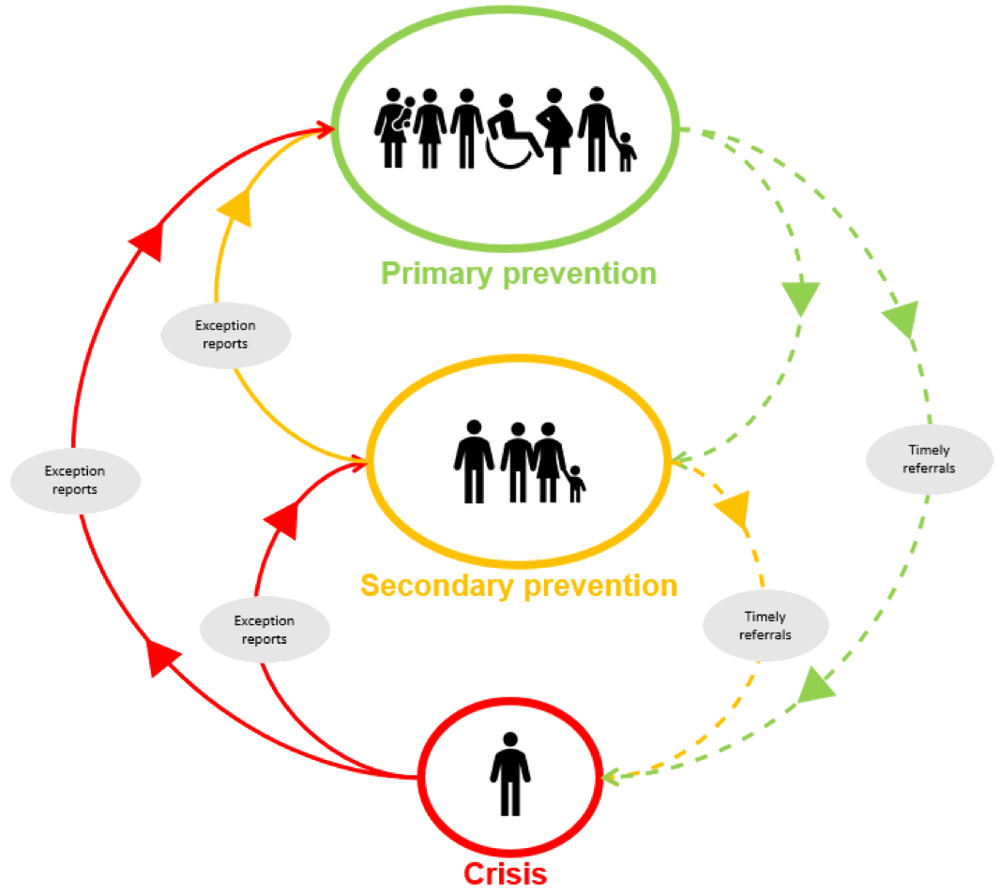 Primary prevention
Exception
reports
Timely
referrals
Exception
reports
Secondary prevention
Exception
reports
Timely
referrals
Crisis